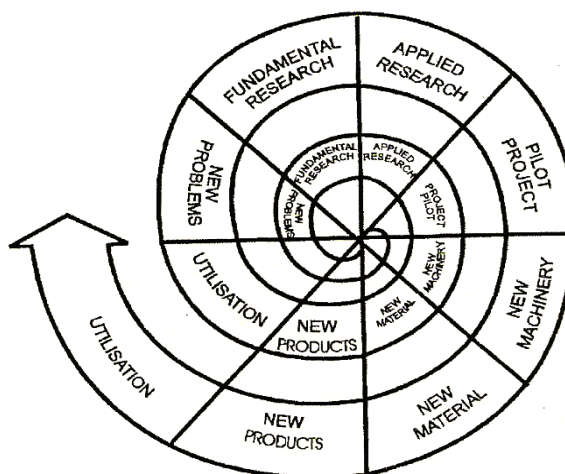 FUNDAMENTAL
RESEARCH
APPLIED
RESEARCH
PILOT
PROJECT
NEW
MACHINERY
NEW
MATERIAL
NEW
PRODUCTS
UTILISATION
NEW
PROBLEMS
FUNDAMENTAL
RESEARCH
APPLIED
RESEARCH
PROJECT
PILOT
NEW
MACHINERY
NEW
MATERIAL
NEW
PRODUCTS
UTILISATION
NEW
PROBLEMS